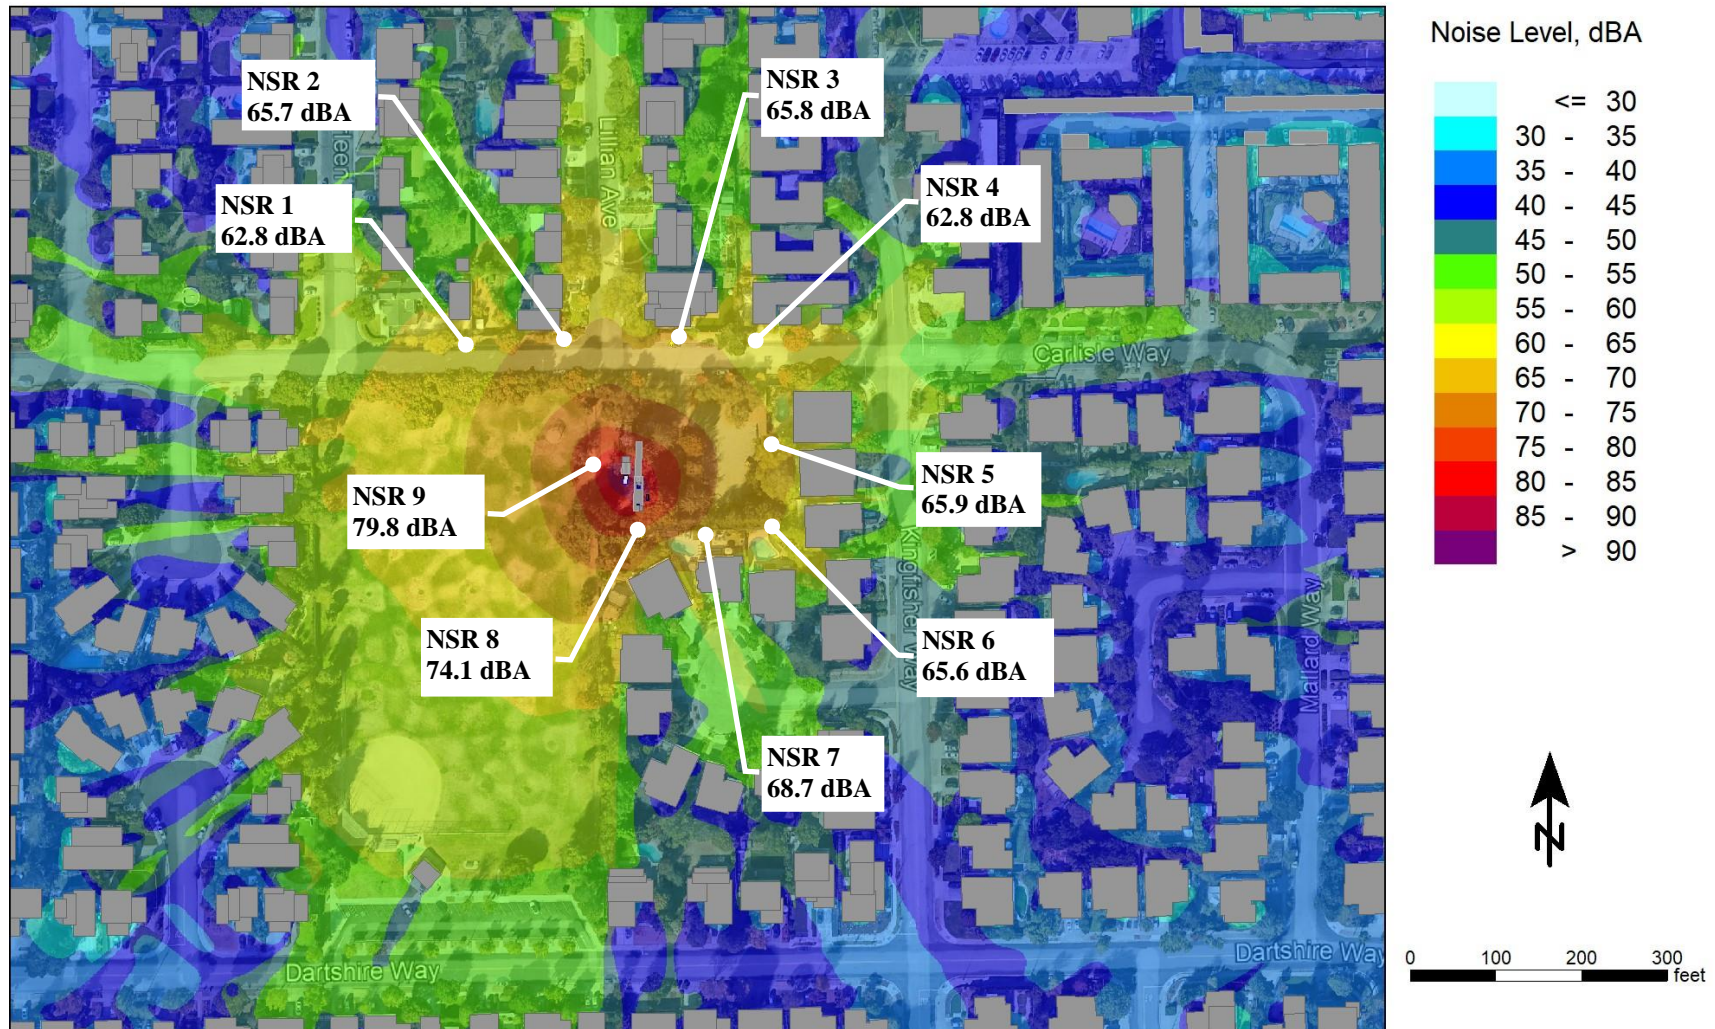 NSR 2
65.7 dBA
NSR 3
65.8 dBA
NSR 1
62.8 dBA
NSR 4
62.8 dBA
Lillian Ave
Carlisle Way
NSR 9
79.8 dBA
NSR 5
65.9 dBA
NSR 8
74.1 dBA
NSR 6
65.6 dBA
Kingfisher Way
Mallard Way
NSR 7
68.7 dBA
Dartshire Way
Dartshire Way
Noise Level, dBA
<= 30
30 - 35
35 - 40
40 - 45
45 - 50
50 - 55
55 - 60
60 - 65
65 - 70
70 - 75
75 - 80
80 - 85
85 - 90
> 90
N
0 100 200 300
feet